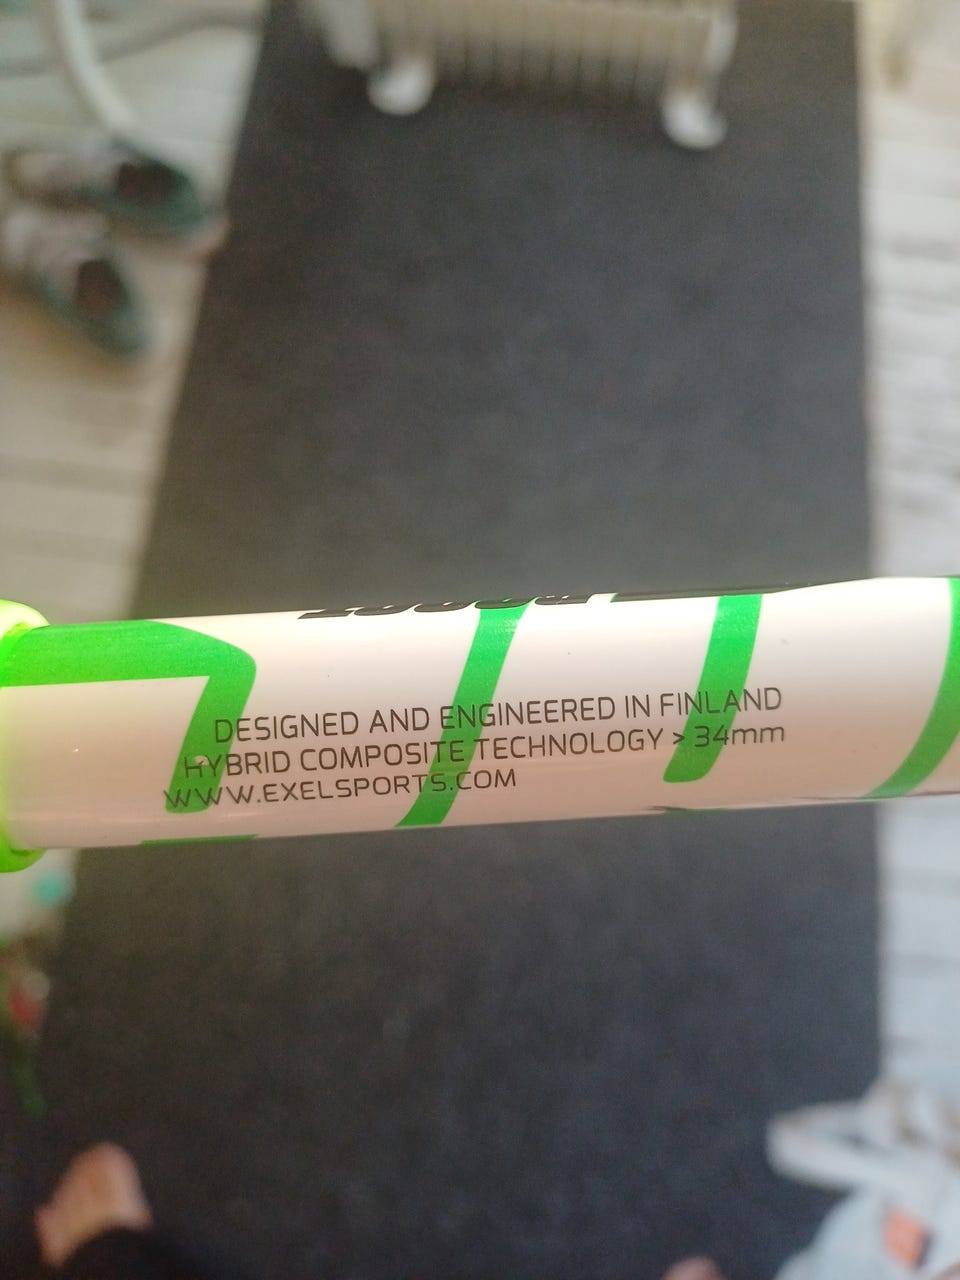 DESIGNED AND ENGINEERED IN FINLAND
HYBRID COMPOSITE TECHNOLOGY > 34mm
WWW.EXELSPORTS.COM